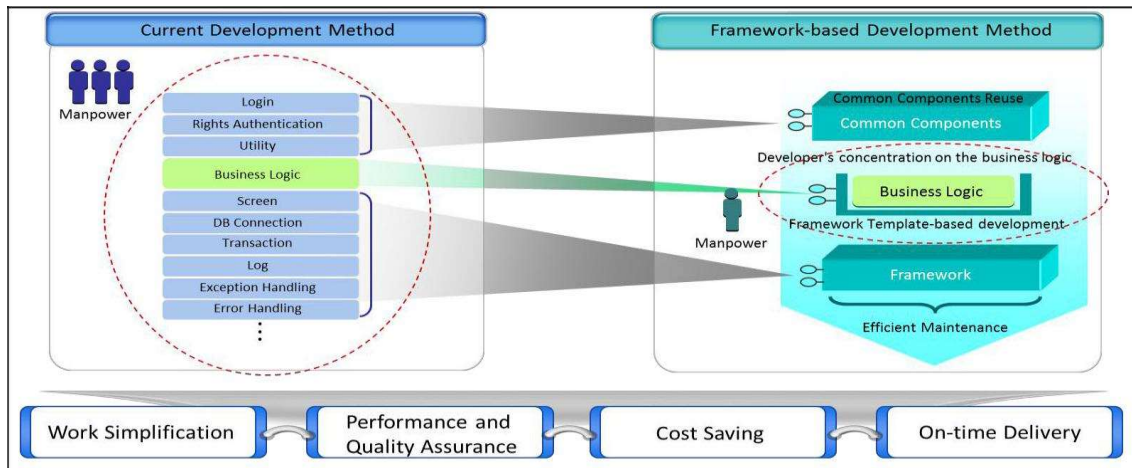 Current Development Method
Manpower
Login
Rights Authentication
Utility
Business Logic
Screen
DB Connection
Transaction
Log
Exception Handling
Error Handling
Framework-based Development Method
Common Components Reuse
Common Components
Developer's concentration on the business logic
Business Logic
Manpower
Framework Template-based development
Framework
Efficient Maintenance
Work Simplification
Performance and
Quality Assurance
Cost Saving
On-time Delivery